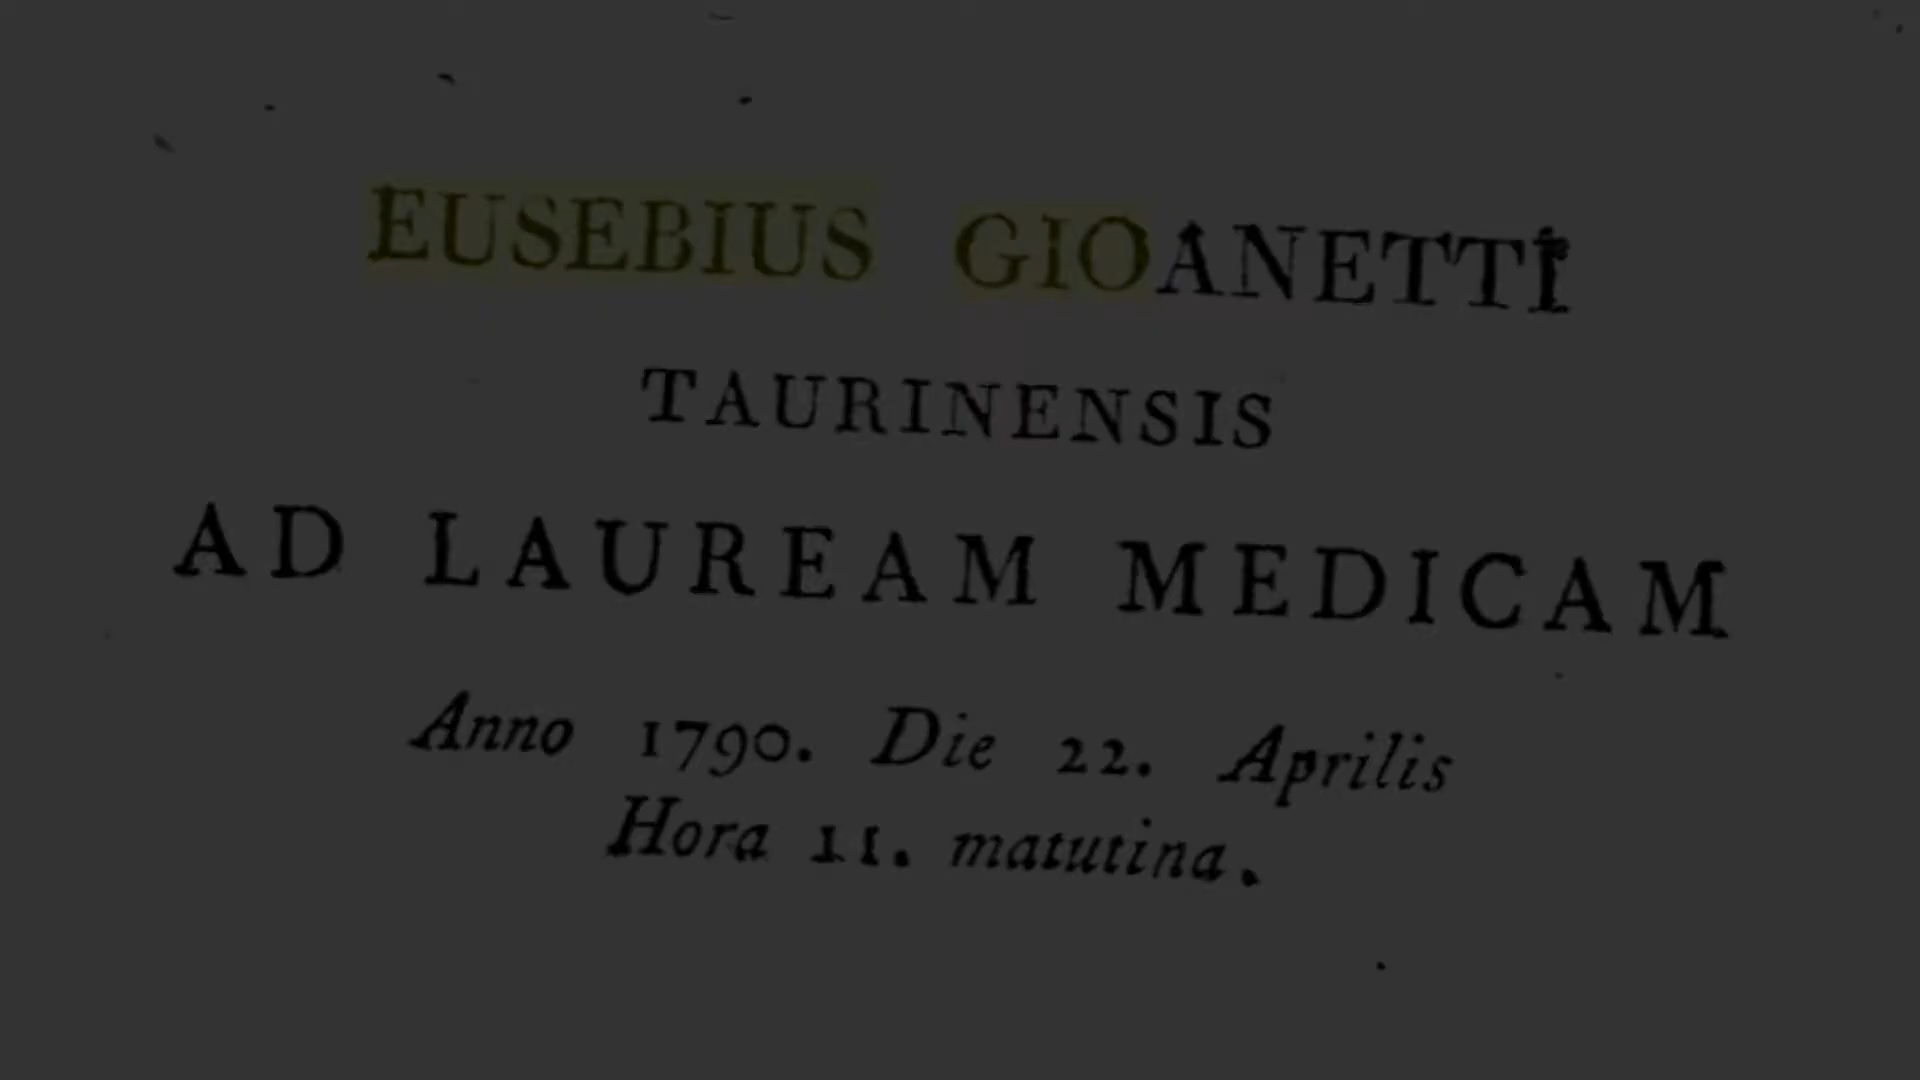 EUSEBIUS GIOANETTI
TAURINENSIS
AD LAUREAM MEDICAM
Anno 1790. Die 22. Aprilis
Hora 11. matutina.